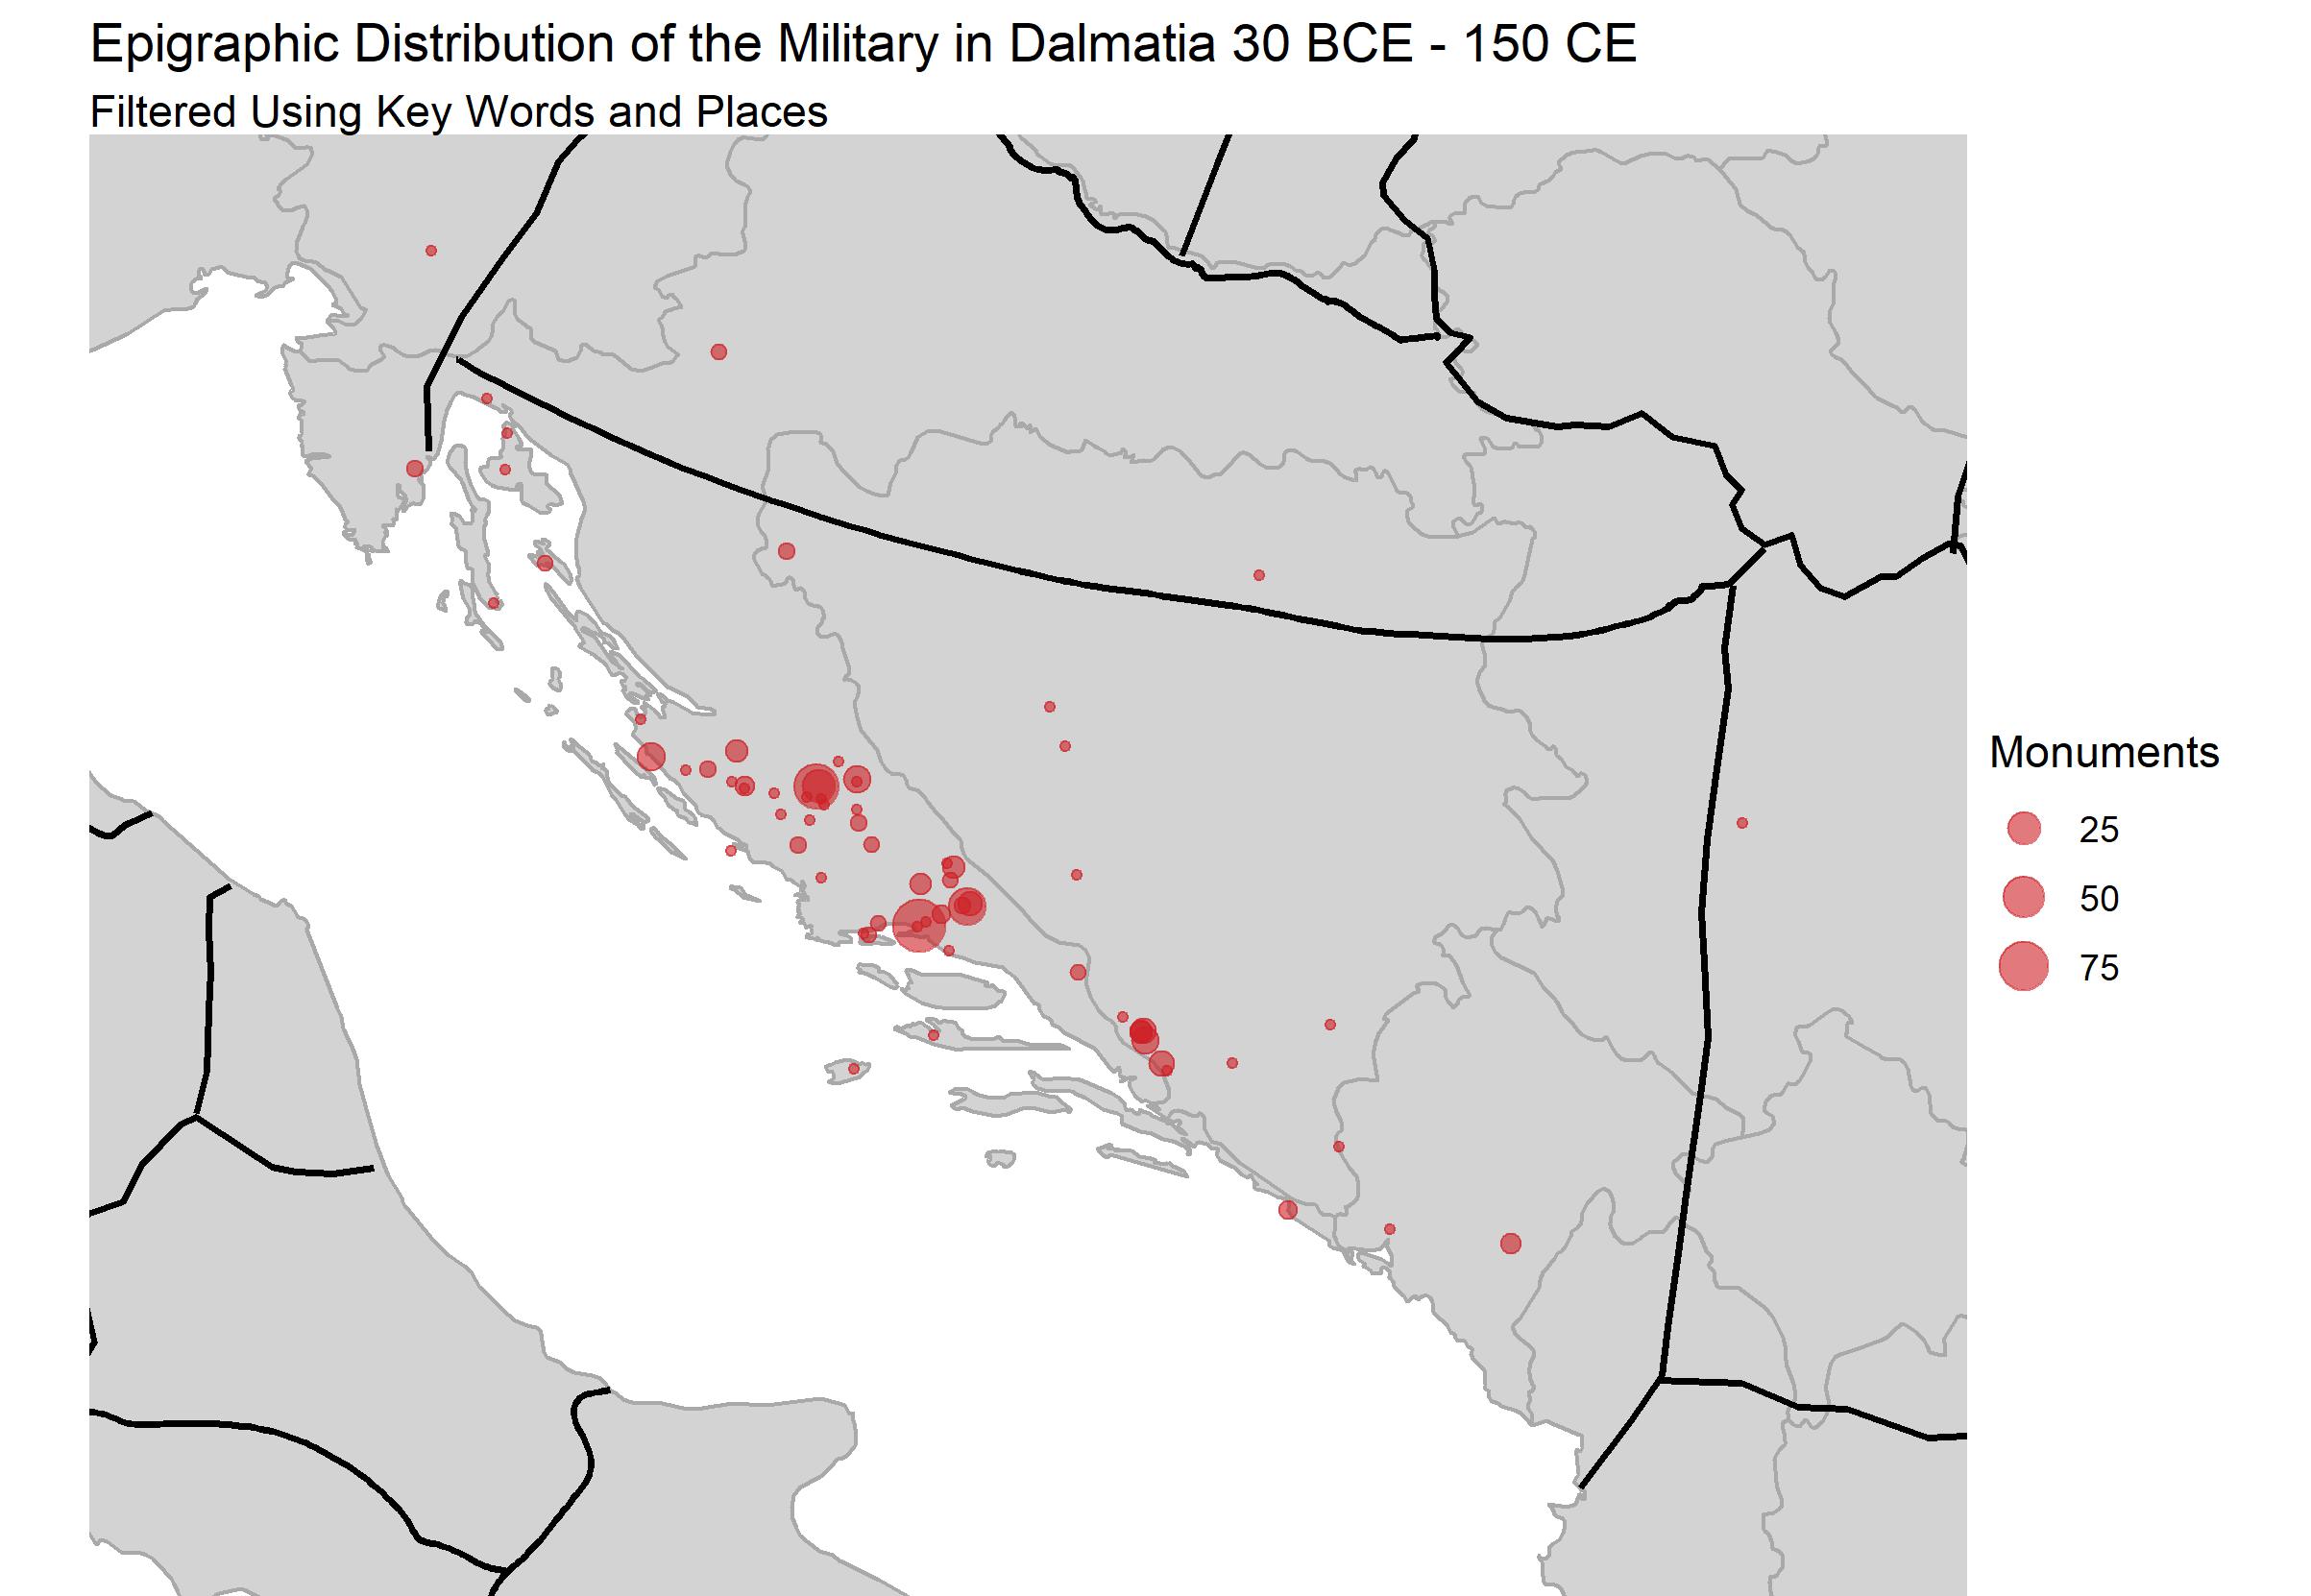 Epigraphic Distribution of the Military in Dalmatia 30 BCE - 150 CE
Filtered Using Key Words and Places
Monuments
25
50
75